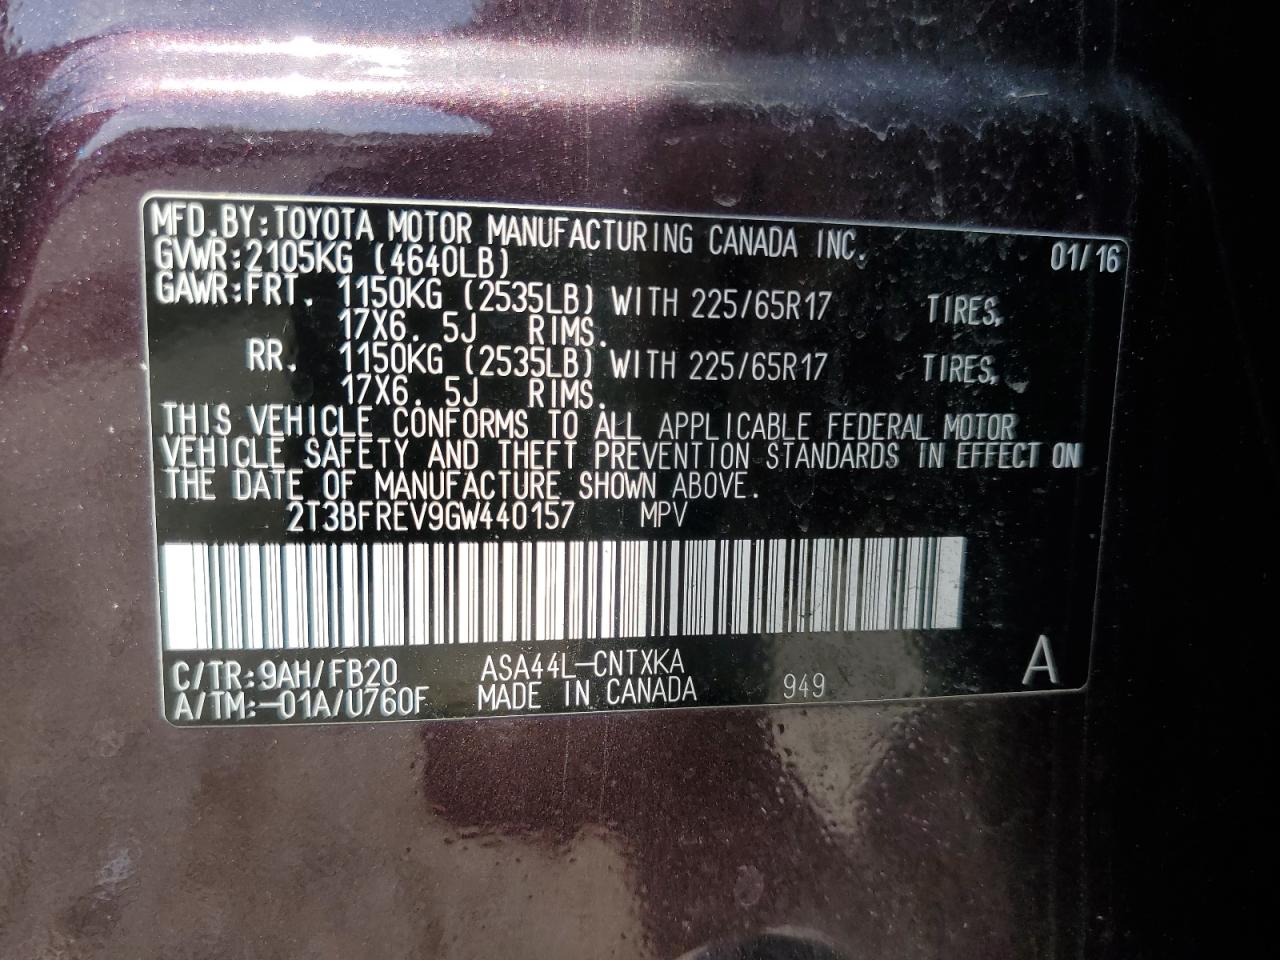 MFD.BY:TOYOTA MOTOR MANUFACTURING CANADA INC. 01/16
GVWR:2105KG (4640LB)
GAWR:FRT. 1150KG (2535LB) WITH 225/65R17 TIRES,
17X6. 5J RIMS.
RR. 1150KG (2535LB) WITH 225/65R17 TIRES,
17X6. 5J RIMS.
THIS VEHICLE CONFORMS TO ALL APPLICABLE FEDERAL MOTOR
VEHICLE SAFETY AND THEFT PREVENTION STANDARDS IN EFFECT ON
THE DATE OF MANUFACTURE SHOWN ABOVE.
2T3BFREV9GW440157 MPV
C/TR:9AH/FB20 ASA44L-CNTXKA A
A/TM:-01A/U760F MADE IN CANADA 949